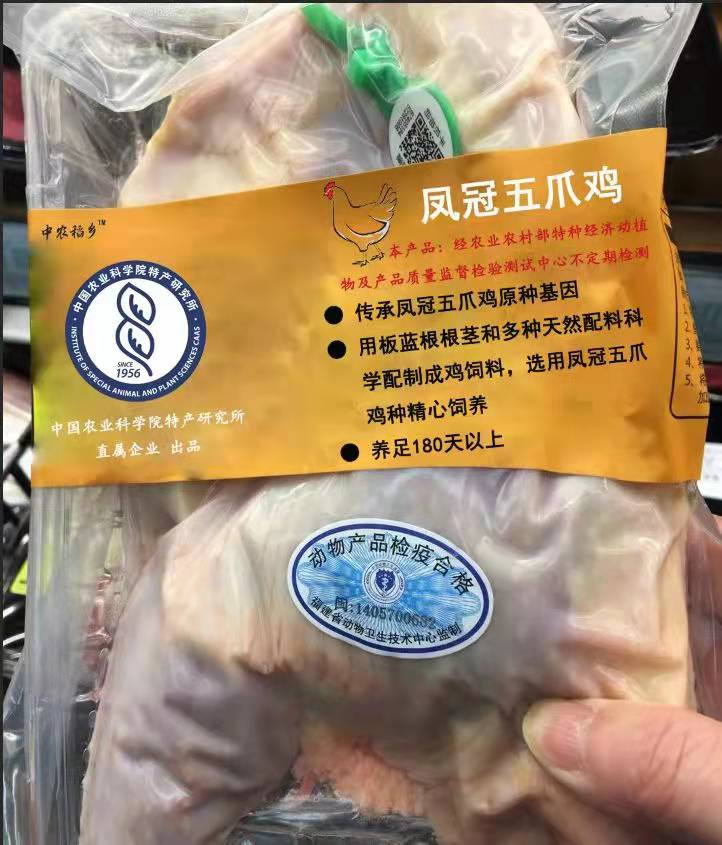 凤冠五爪鸡
中农稻乡™
本产品：经农业农村部特种经济动植
物及产品质量监督检验测试中心不定期检测
中国农业科学院特产研究所
INSTITUTE OF SPECIAL ANIMAL AND PLANT SCIENCES CAAS
SINCE
1956
中国农业科学院特产研究所
直属企业 出品
● 传承凤冠五爪鸡原种基因
● 用板蓝根根茎和多种天然配料科
学配制成鸡饲料，选用凤冠五爪
鸡种精心饲养
● 养足180天以上
2、
3、
4、
5、
动物产品检疫合格
闽:1405700682
福建省动物卫生技术中心监制